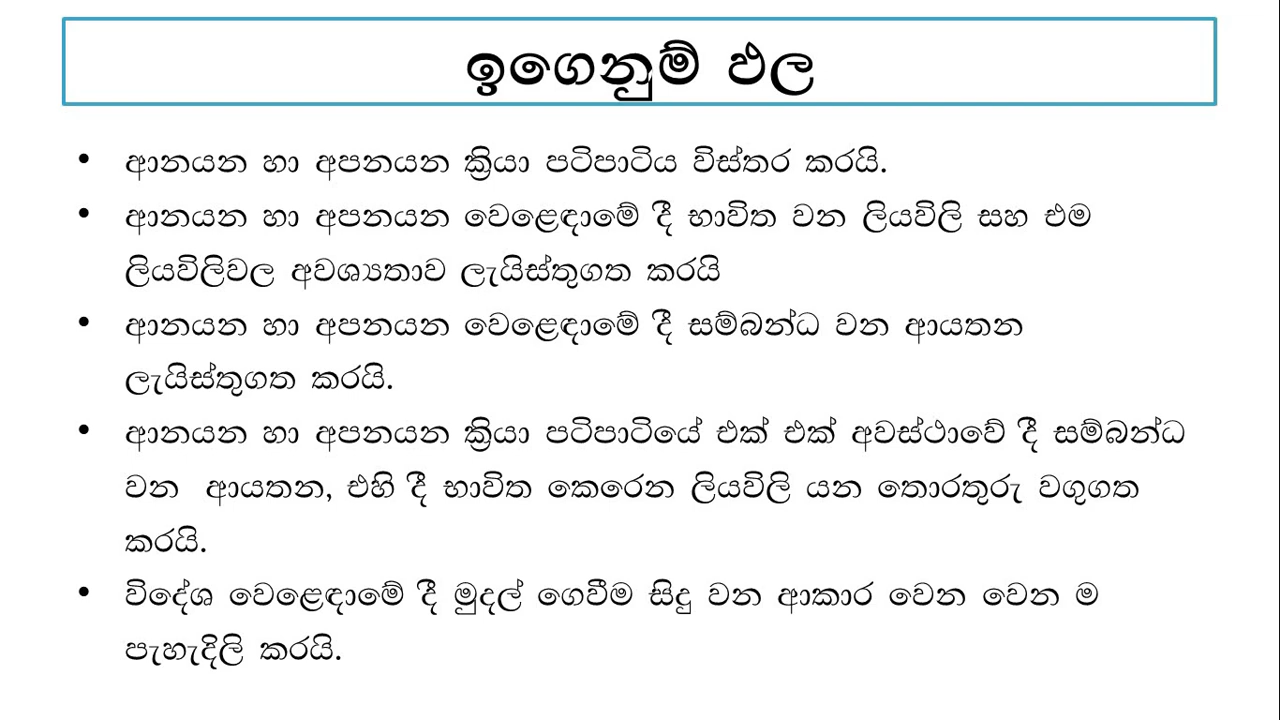 ඉගෙනුම් ඵල
• ආනයන හා අපනයන ක්‍රියා පටිපාටිය විස්තර කරයි.
• ආනයන හා අපනයන වෙළෙඳාමේ දී භාවිත වන ලියවිලි සහ එම
ලියවිලිවල අවශ්‍යතාව ලැයිස්තුගත කරයි
• ආනයන හා අපනයන වෙළෙඳාමේ දී සම්බන්ධ වන ආයතන
ලැයිස්තුගත කරයි.
• ආනයන හා අපනයන ක්‍රියා පටිපාටියේ එක් එක් අවස්ථාවේ දී සම්බන්ධ
වන ආයතන, එහි දී භාවිත කෙරෙන ලියවිලි යන තොරතුරු වගුගත
කරයි.
• විදේශ වෙළෙඳාමේ දී මුදල් ගෙවීම සිදු වන ආකාර වෙන වෙන ම
පැහැදිලි කරයි.